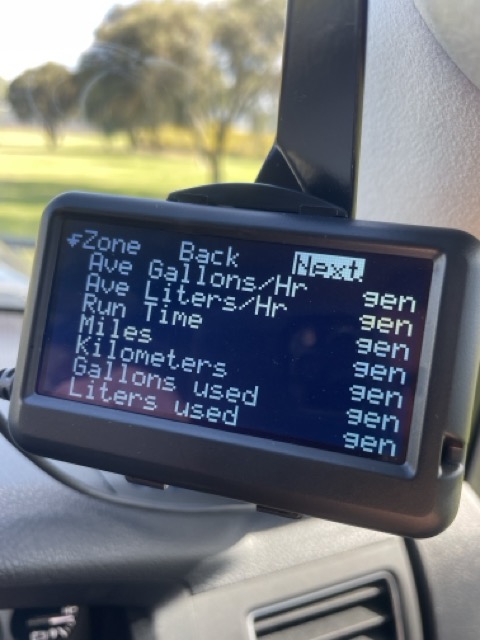 Zone Back Next
Ave Gallons/Hr gen
Ave Liters/Hr gen
Run Time gen
Miles gen
Kilometers gen
Gallons used gen
Liters used gen